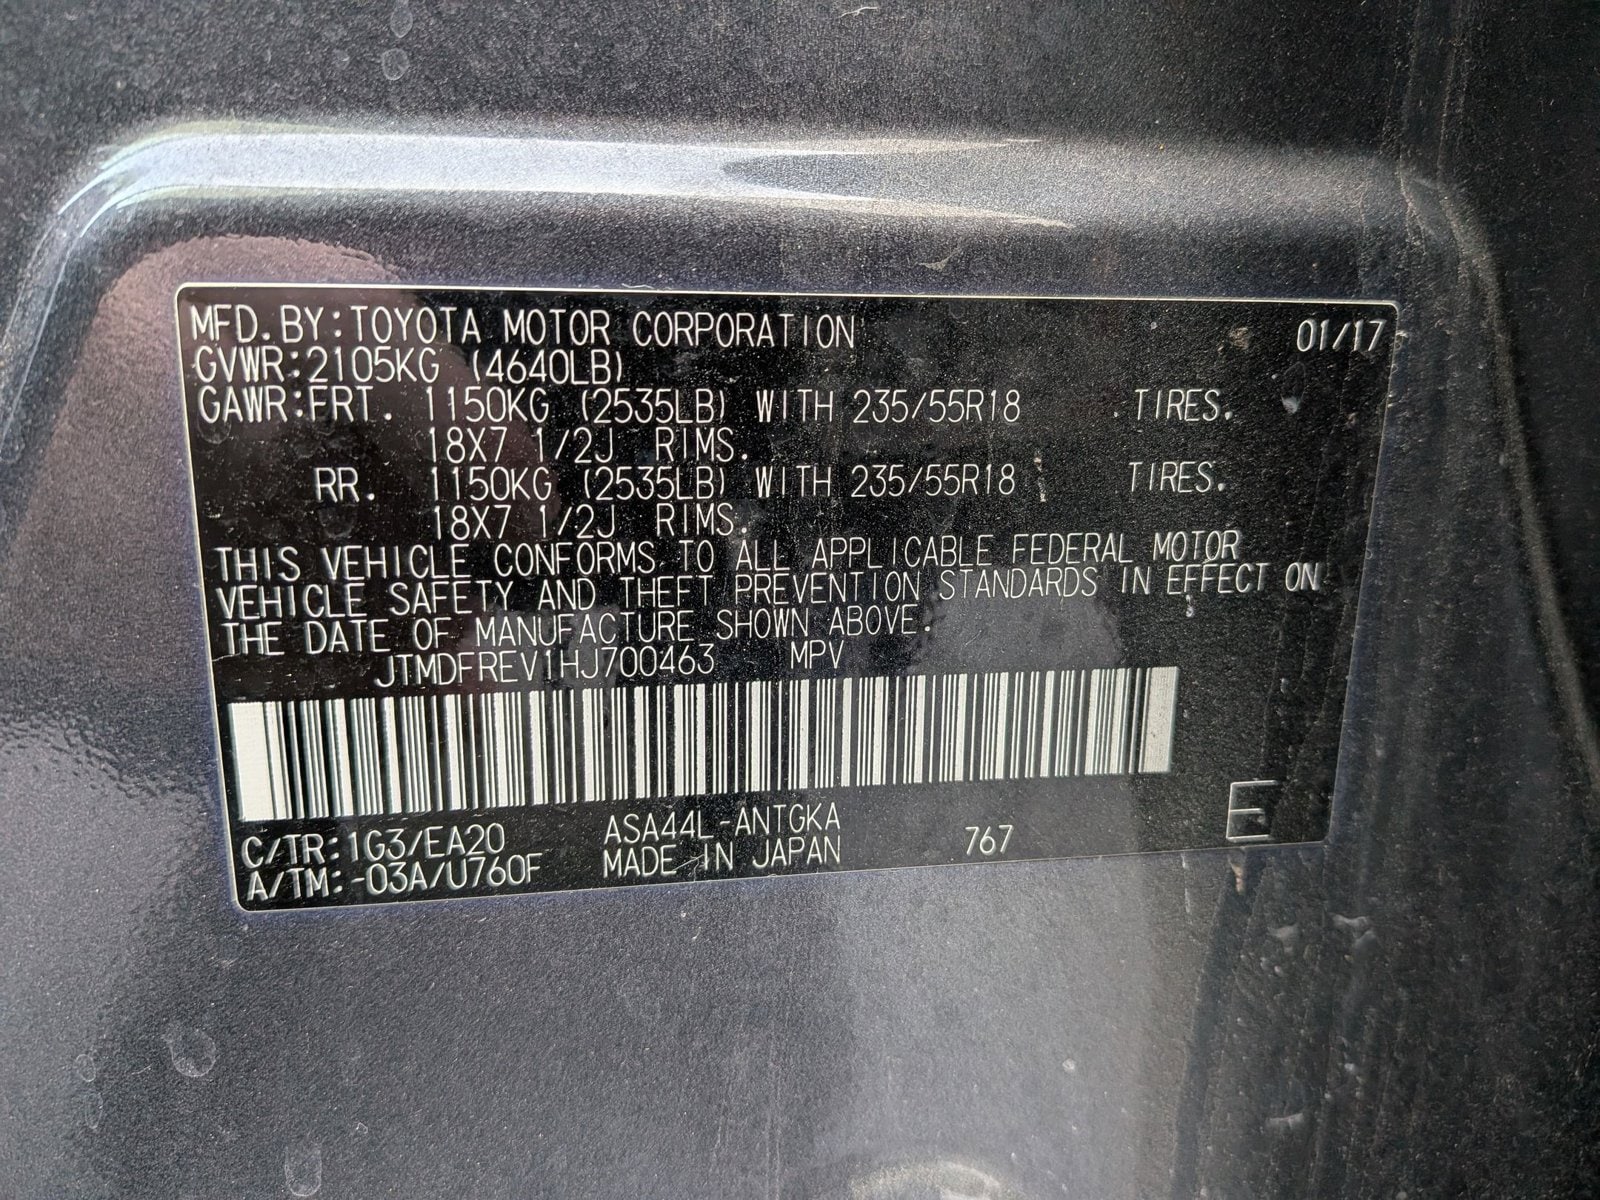 MFD.BY:TOYOTA MOTOR CORPORATION 01/17
GVWR:2105KG (4640LB)
GAWR:FRT. 1150KG (2535LB) WITH 235/55R18 TIRES.
18X7 1/2J RIMS.
RR. 1150KG (2535LB) WITH 235/55R18 TIRES.
18X7 1/2J RIMS.
THIS VEHICLE CONFORMS TO ALL APPLICABLE FEDERAL MOTOR
VEHICLE SAFETY AND THEFT PREVENTION STANDARDS IN EFFECT ON
THE DATE OF MANUFACTURE SHOWN ABOVE.
JTMDFREV1HJ700463 MPV
C/TR:1G3/EA20 ASA44L-ANTGKA 767 E
A/TM:-03A/U760F MADE IN JAPAN